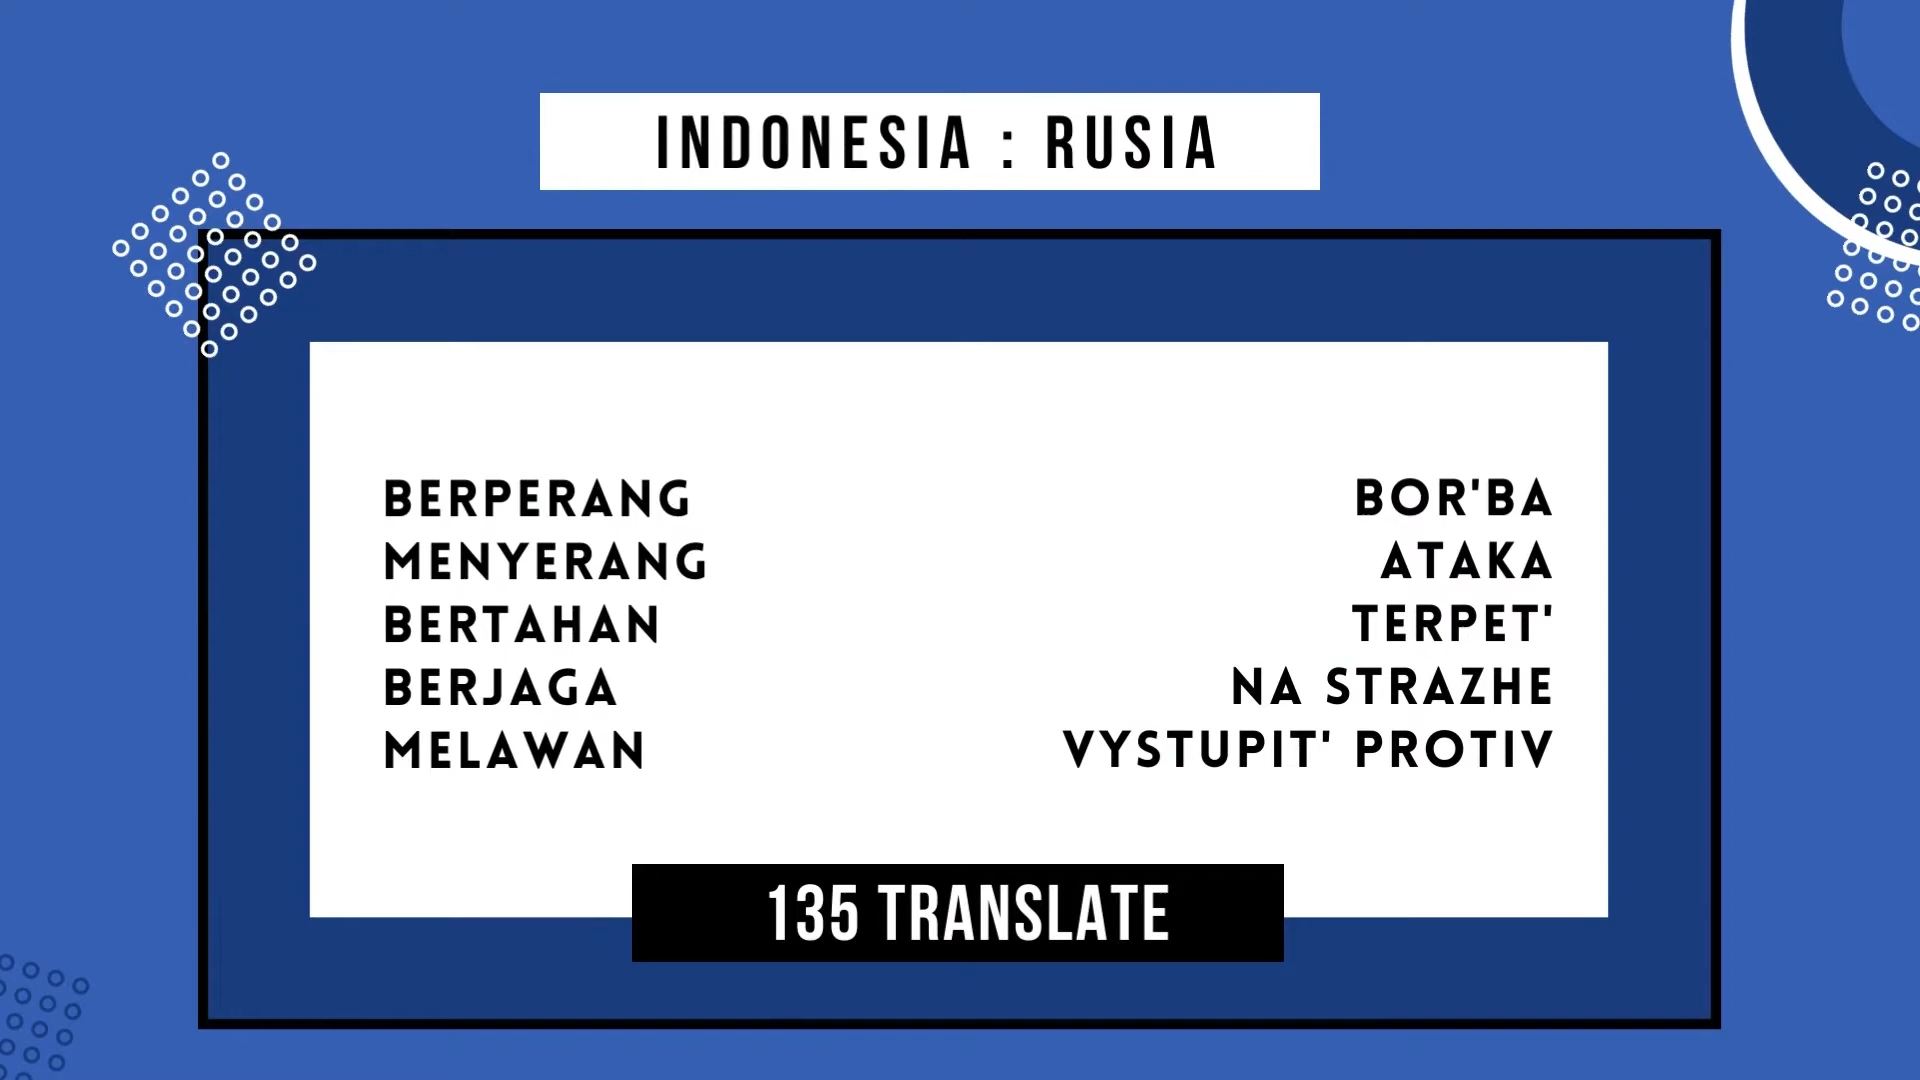 INDONESIA : RUSIA
BERPERANG BOR'BA
MENYERANG ATAKA
BERTAHAN TERPET'
BERJAGA NA STRAZHE
MELAWAN VYSTUPIT' PROTIV
135 TRANSLATE